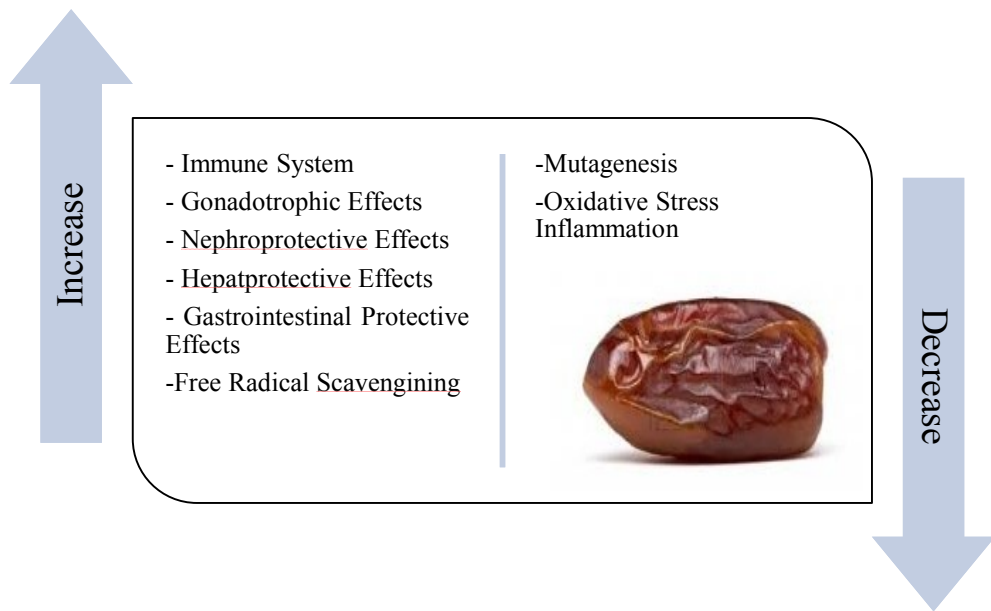 Increase
- Immune System
- Gonadotrophic Effects
- Nephroprotective Effects
- Hepatprotective Effects
- Gastrointestinal Protective
Effects
-Free Radical Scavengining
-Mutagenesis
-Oxidative Stress
Inflammation
Decrease